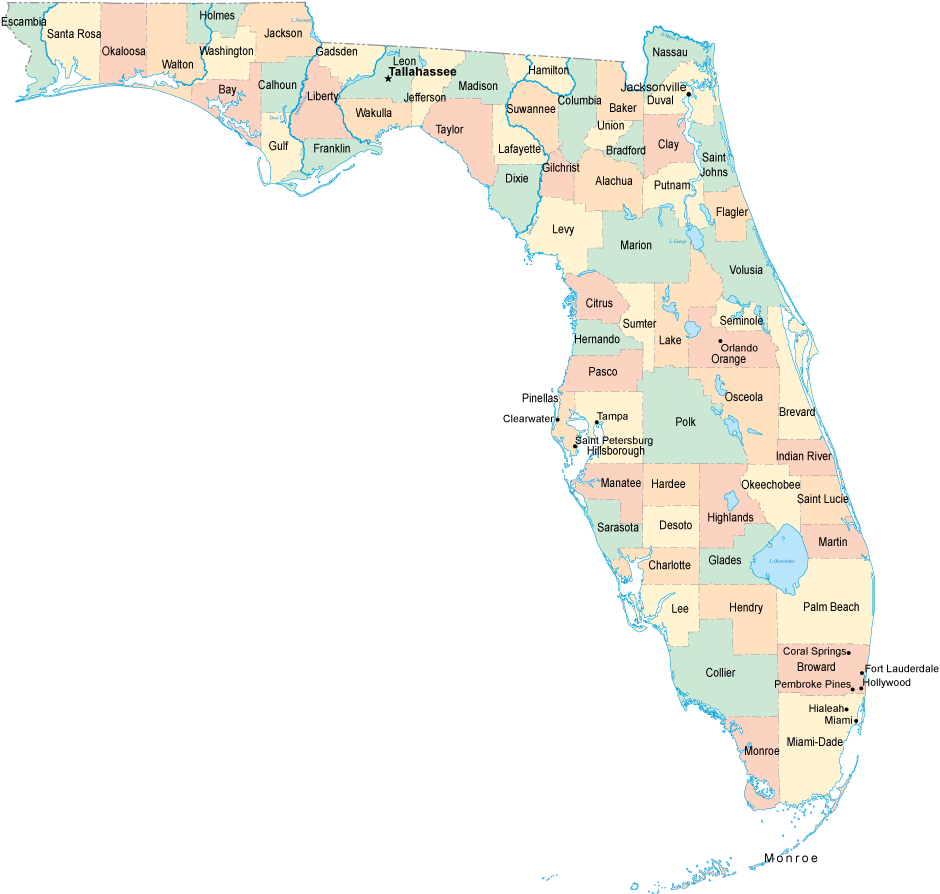 Escambia
Santa Rosa
Okaloosa
Walton
Holmes
Washington
Jackson
Bay
Calhoun
Gulf
Gadsden
Liberty
Franklin
Leon
Tallahassee
Wakulla
Jefferson
Madison
Taylor
Hamilton
Suwannee
Lafayette
Dixie
Columbia
Gilchrist
Baker
Union
Bradford
Alachua
Nassau
Jacksonville
Duval
Clay
Saint
Johns
Putnam
Flagler
Levy
Marion
L. George
Volusia
Citrus
Sumter
Hernando
Lake
Seminole
Orlando
Orange
Pasco
Pinellas
Clearwater
Tampa
Saint Petersburg
Hillsborough
Polk
Osceola
Brevard
Indian River
Manatee
Hardee
Okeechobee
Saint Lucie
Highlands
Sarasota
Desoto
Martin
Charlotte
Glades
L. Okeechobee
Lee
Hendry
Palm Beach
Collier
Coral Springs
Broward
Fort Lauderdale
Pembroke Pines
Hollywood
Hialeah
Miami
Miami-Dade
Monroe
Monroe